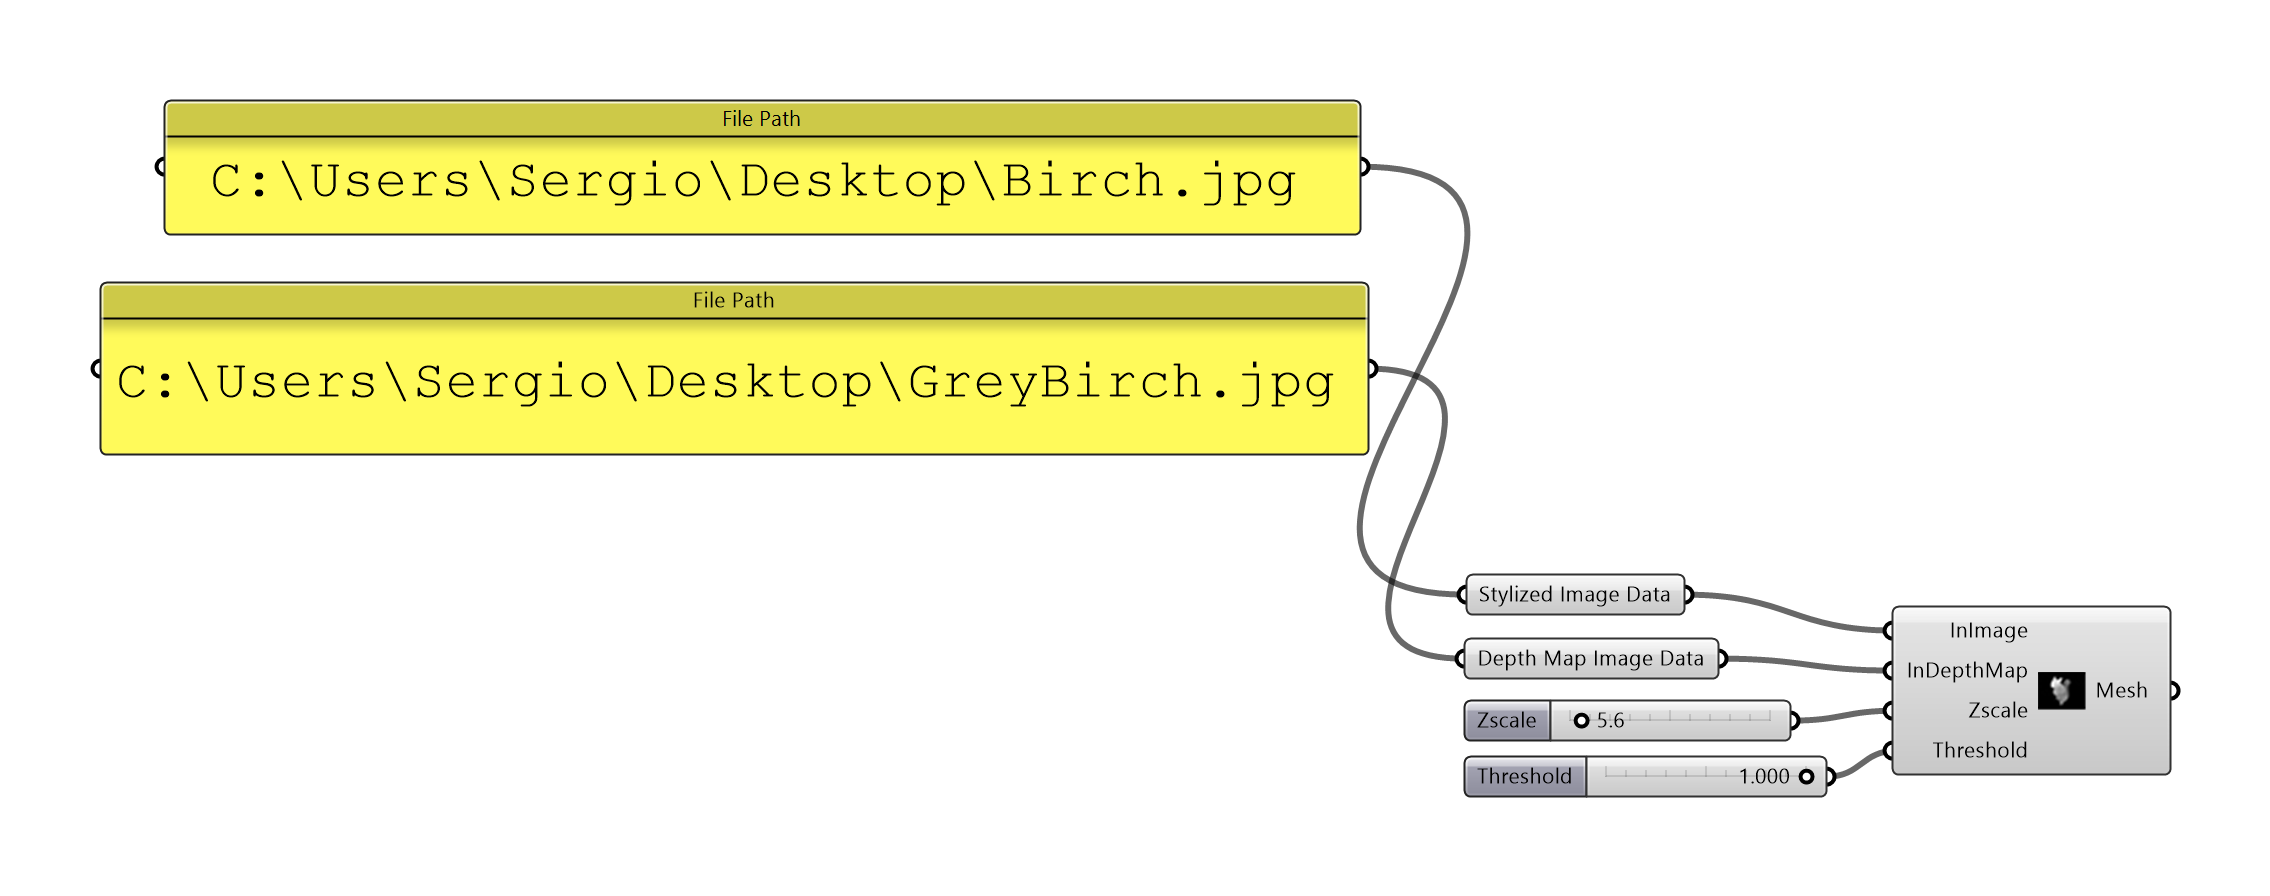 File Path
C:\Users\Sergio\Desktop\Birch.jpg
File Path
C:\Users\Sergio\Desktop\GreyBirch.jpg
Stylized Image Data
Depth Map Image Data
Zscale 5.6
Threshold 1.000
InImage
InDepthMap
Zscale
Threshold
Mesh